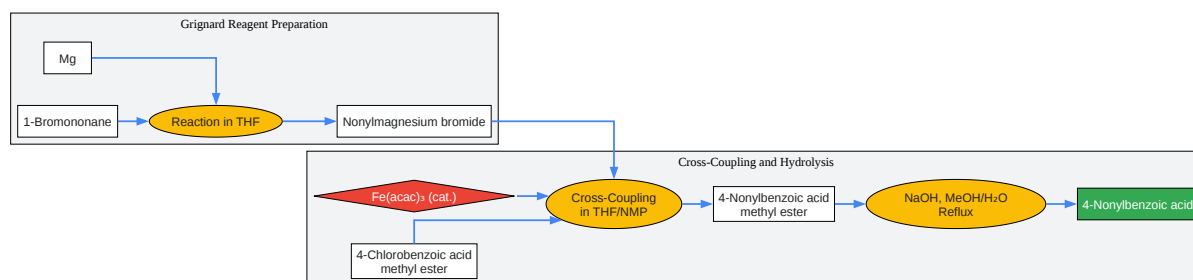 Grignard Reagent Preparation
Mg
1-Bromononane
Reaction in THF
Nonylmagnesium bromide
Cross-Coupling and Hydrolysis
Fe(acac)₃ (cat.)
Cross-Coupling
in THF/NMP
4-Nonylbenzoic acid
methyl ester
NaOH, MeOH/H₂O
Reflux
4-Nonylbenzoic acid
4-Chlorobenzoic acid
methyl ester